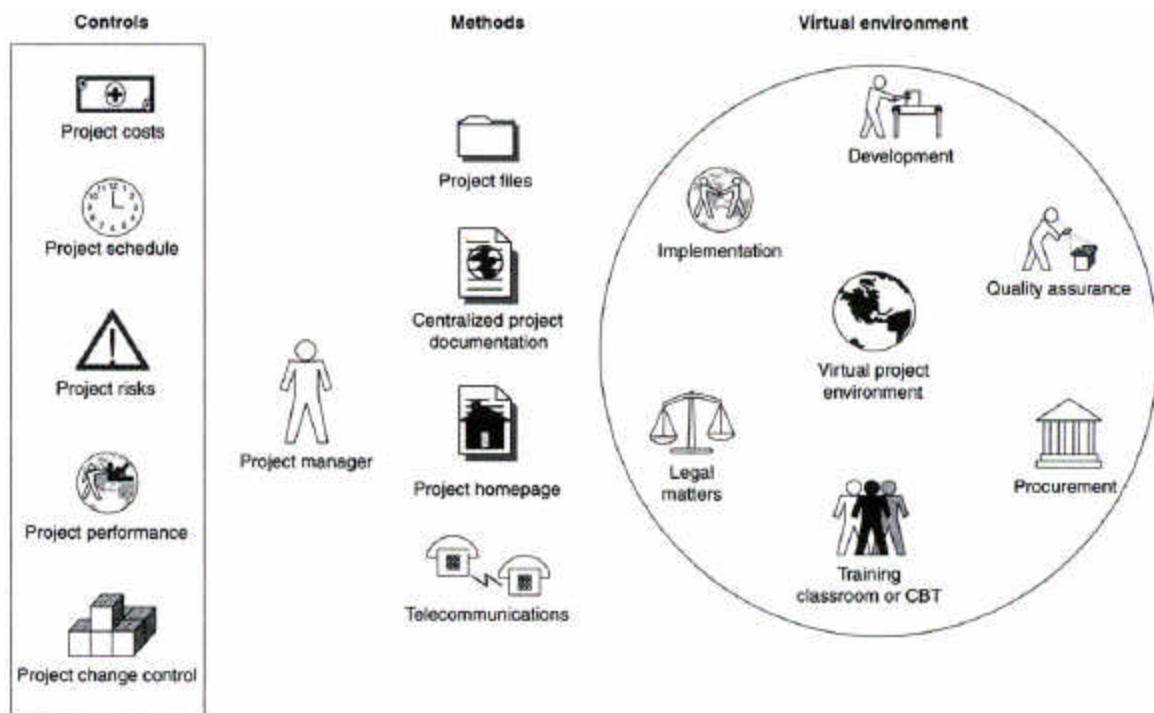 Controls
Methods
Virtual environment
Project costs
Project schedule
Project risks
Project performance
Project change control
Project manager
Project files
Centralized project
documentation
Project homepage
Telecommunications
Development
Implementation
Quality assurance
Virtual project
environment
Legal
matters
Procurement
Training
classroom or CBT